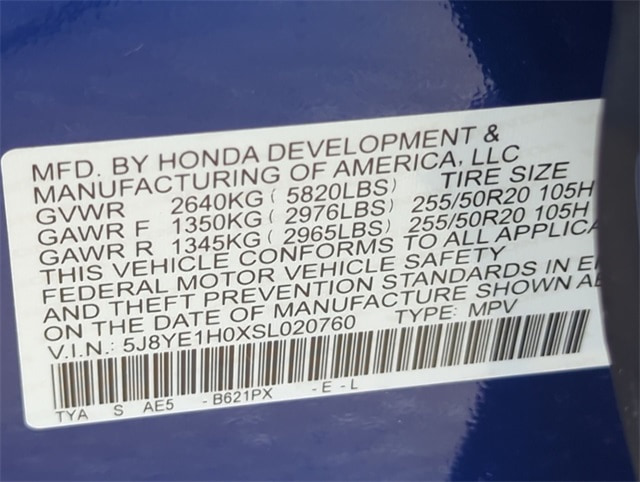 MFD. BY HONDA DEVELOPMENT &
MANUFACTURING OF AMERICA, LLC
GVWR 2640KG ( 5820LBS) TIRE SIZE
GAWR F 1350KG ( 2976LBS) 255/50R20 105H
GAWR R 1345KG ( 2965LBS) 255/50R20 105H
THIS VEHICLE CONFORMS TO ALL APPLICA
FEDERAL MOTOR VEHICLE SAFETY
AND THEFT PREVENTION STANDARDS IN
ON THE DATE OF MANUFACTURE SHOWN
V.I.N.: 5J8YE1H0XSL020760 TYPE: MPV
TYA S AE5 - B621PX - E - L